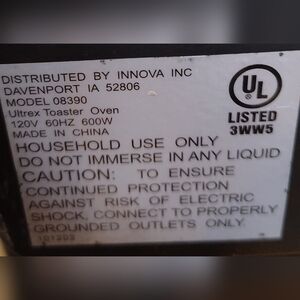 DISTRIBUTED BY INNOVA INC
DAVENPORT IA 52806
MODEL 08390
Ultrex Toaster Oven
120V 60HZ 600W
MADE IN CHINA
UL
LISTED
3WW5
HOUSEHOLD USE ONLY
DO NOT IMMERSE IN ANY LIQUID
CAUTION: TO ENSURE
CONTINUED PROTECTION
AGAINST RISK OF ELECTRIC
SHOCK, CONNECT TO PROPERLY
GROUNDED OUTLETS ONLY.
101203